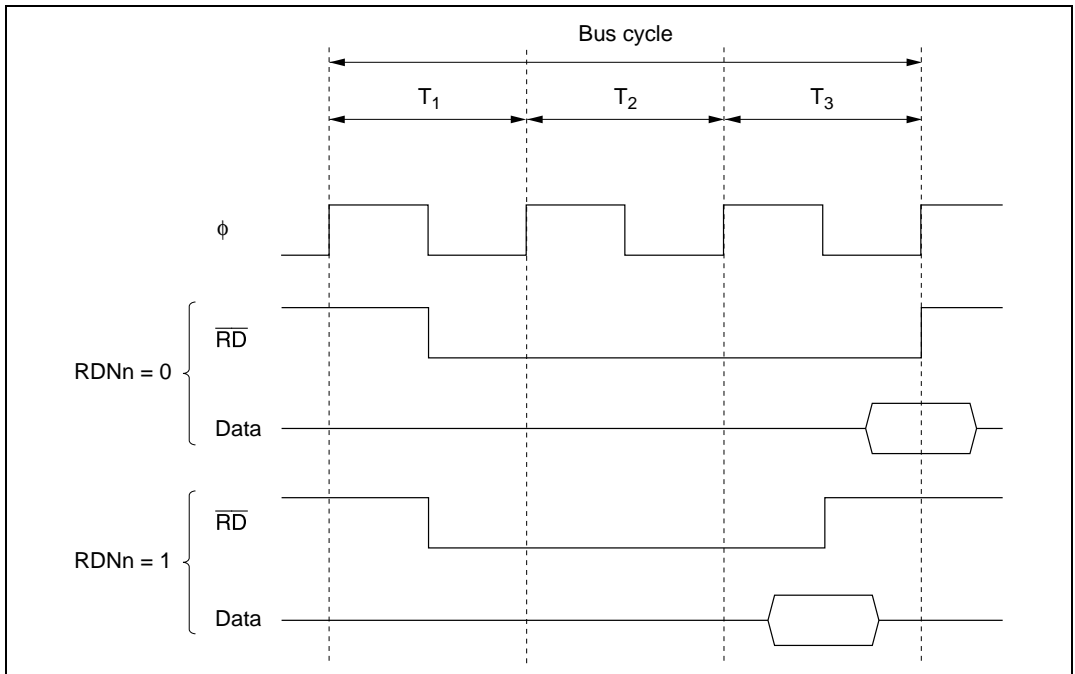 Bus cycle
T1 T2 T3
ϕ
RD
RDNn = 0
Data
RD
RDNn = 1
Data